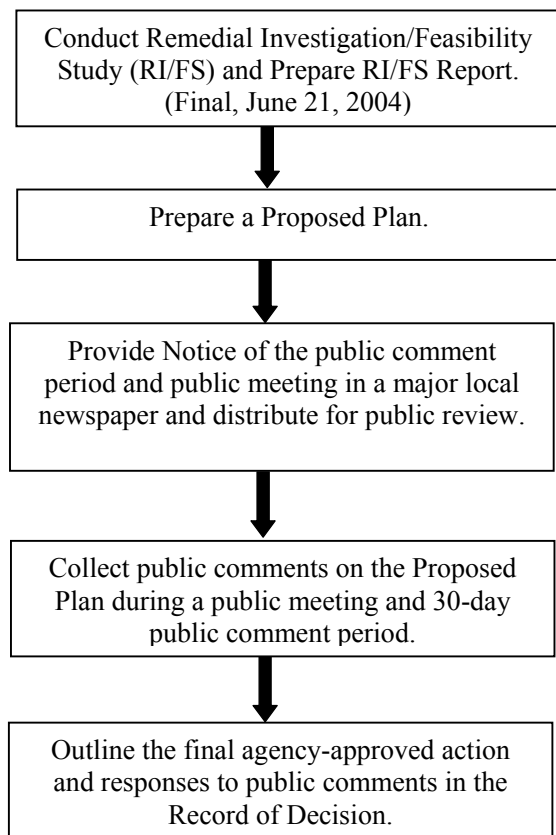 Conduct Remedial Investigation/Feasibility
Study (RI/FS) and Prepare RI/FS Report.
(Final, June 21, 2004)
Prepare a Proposed Plan.
Provide Notice of the public comment
period and public meeting in a major local
newspaper and distribute for public review.
Collect public comments on the Proposed
Plan during a public meeting and 30-day
public comment period.
Outline the final agency-approved action
and responses to public comments in the
Record of Decision.